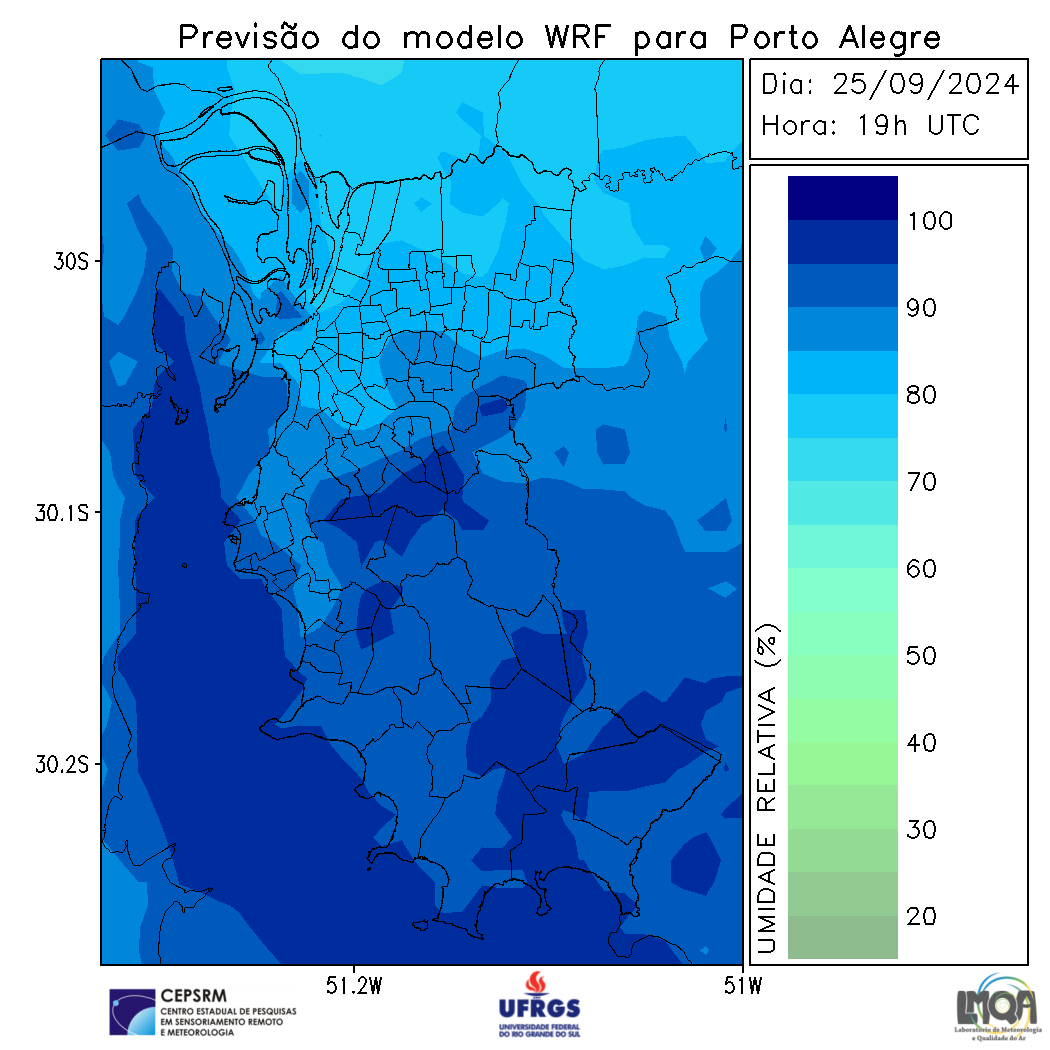 Previsão do modelo WRF para Porto Alegre
Dia: 25/09/2024
Hora: 19h UTC
30S
30.1S
30.2S
51.2W
51W
UMIDADE RELATIVA (%)
100
90
80
70
60
50
40
30
20
CEPSRM
CENTRO ESTADUAL DE PESQUISAS
EM SENSORIAMENTO REMOTO
E METEOROLOGIA
UFRGS
UNIVERSIDADE FEDERAL
DO RIO GRANDE DO SUL
LMQA
Laboratório de Meteorologia
e Qualidade do Ar